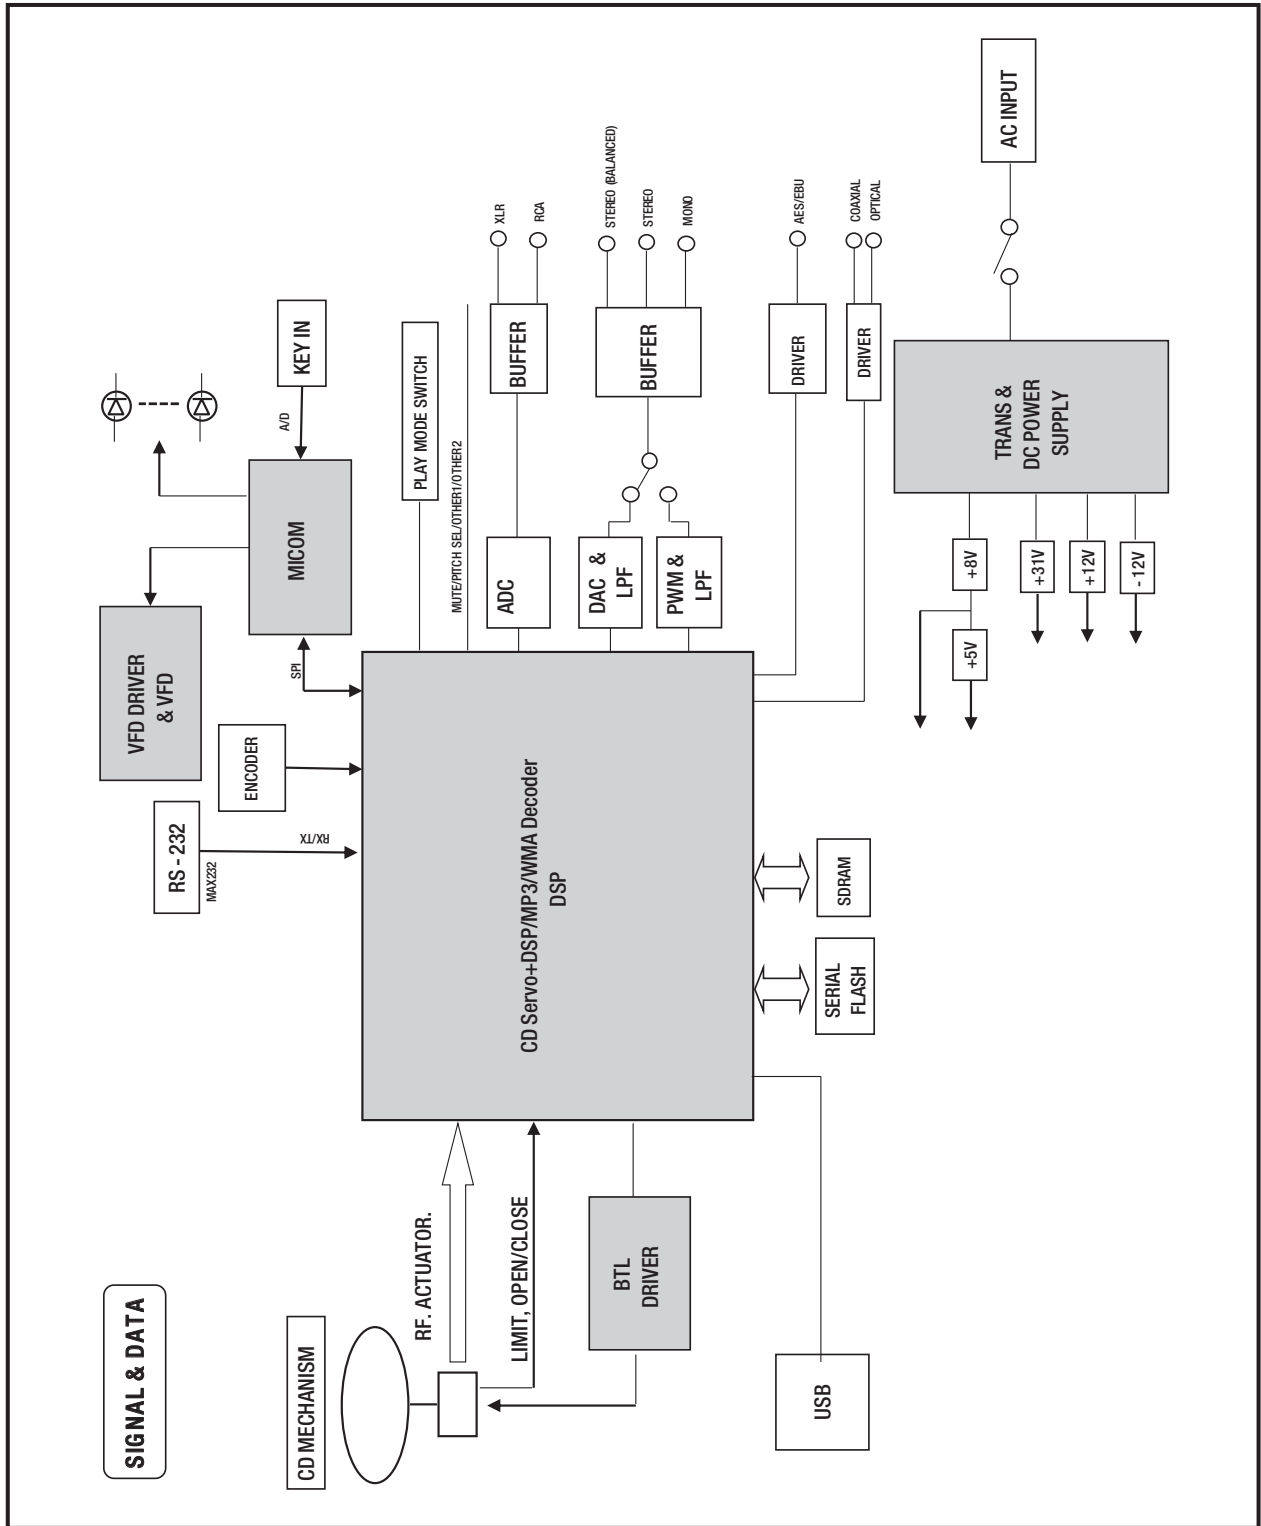 SIGNAL & DATA
CD MECHANISM
RF. ACTUATOR.
LIMIT, OPEN/CLOSE
BTL
DRIVER
USB
RS - 232
MAX232
RX/TX
ENCODER
VFD DRIVER
& VFD
SPI
MICOM
A/D
KEY IN
CD Servo+DSP/MP3/WMA Decoder
DSP
SERIAL
FLASH
SDRAM
PLAY MODE SWITCH
MUTE/PITCH SEL/OTHER1/OTHER2
ADC
BUFFER
XLR
RCA
DAC &
LPF
PWM &
LPF
BUFFER
STEREO (BALANCED)
STEREO
MONO
DRIVER
AES/EBU
DRIVER
COAXIAL
OPTICAL
+5V
+8V
+31V
+12V
- 12V
TRANS &
DC POWER
SUPPLY
AC INPUT